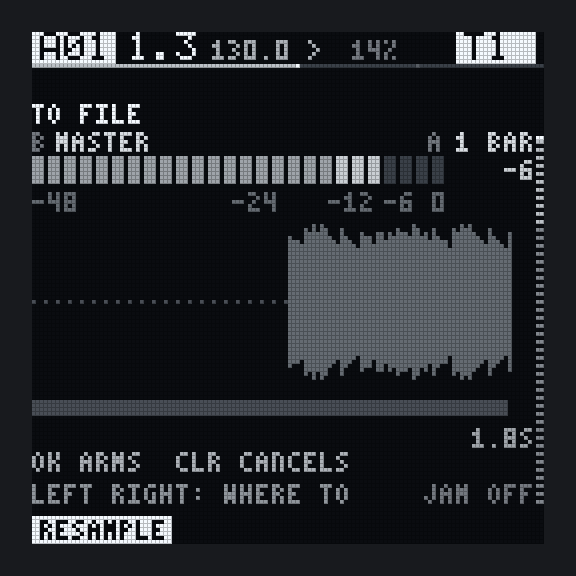 A01 1.3 130.0 > 14% T1
TO FILE
B MASTER A 1 BAR
-6
-48 -24 -12 -6 0
1.8S
OK ARMS CLR CANCELS
LEFT RIGHT: WHERE TO JAM OFF
RESAMPLE